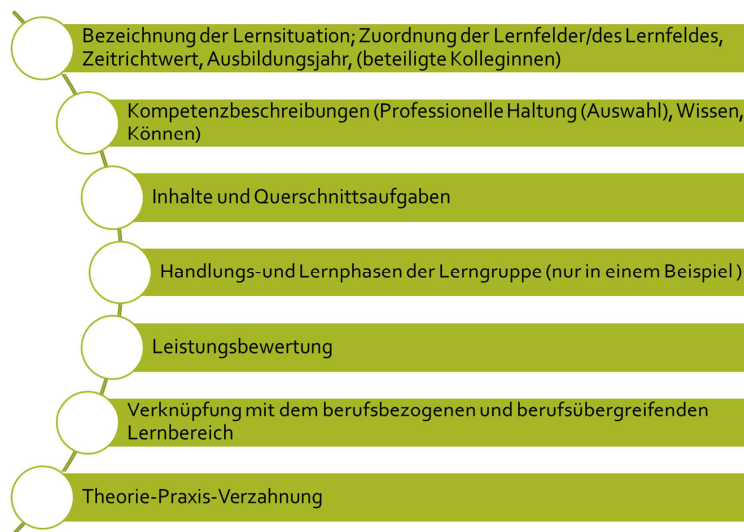 Bezeichnung der Lernsituation; Zuordnung der Lernfelder/des Lernfeldes,
Zeitrichtwert, Ausbildungsjahr, (beteiligte Kolleginnen)
Kompetenzbeschreibungen (Professionelle Haltung (Auswahl), Wissen,
Können)
Inhalte und Querschnittsaufgaben
Handlungs-und Lernphasen der Lerngruppe (nur in einem Beispiel )
Leistungsbewertung
Verknüpfung mit dem berufsbezogenen und berufsübergreifenden
Lernbereich
Theorie-Praxis-Verzahnung